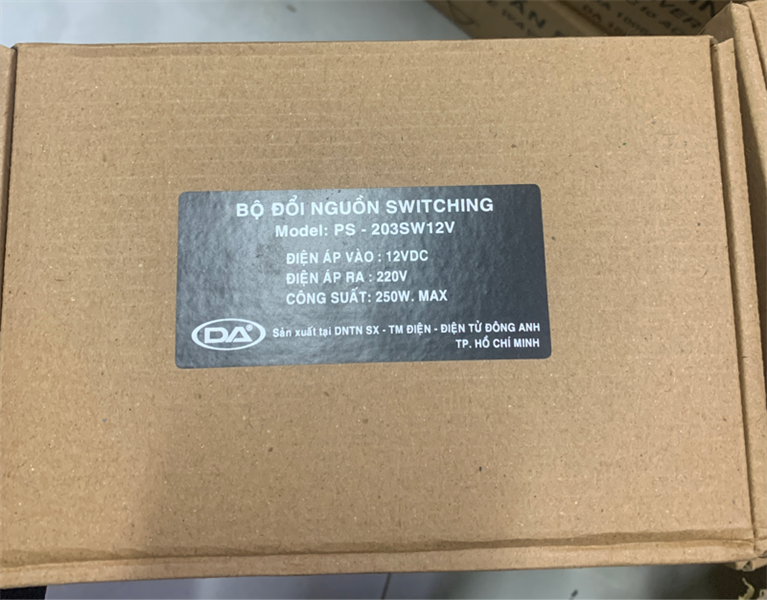 BỘ ĐỔI NGUỒN SWITCHING
Model: PS - 203SW12V
ĐIỆN ÁP VÀO : 12VDC
ĐIỆN ÁP RA : 220V
CÔNG SUẤT: 250W. MAX
DA®
Sản xuất tại DNTN SX - TM ĐIỆN - ĐIỆN TỬ ĐÔNG ANH
TP. HỒ CHÍ MINH